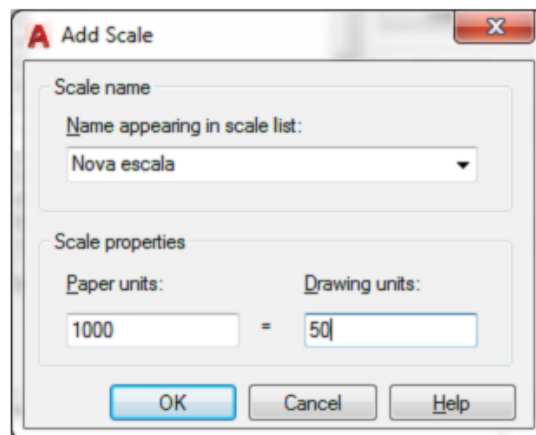 Add Scale
Scale name
Name appearing in scale list:
Nova escala
Scale properties
Paper units:
Drawing units:
1000
=
50
OK
Cancel
Help